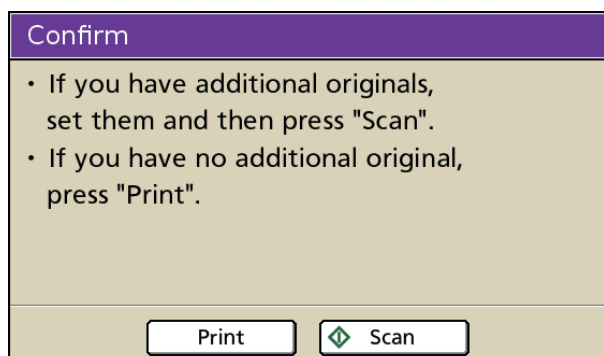 Confirm
・If you have additional originals,
set them and then press "Scan".
・If you have no additional original,
press "Print".
Print
Scan